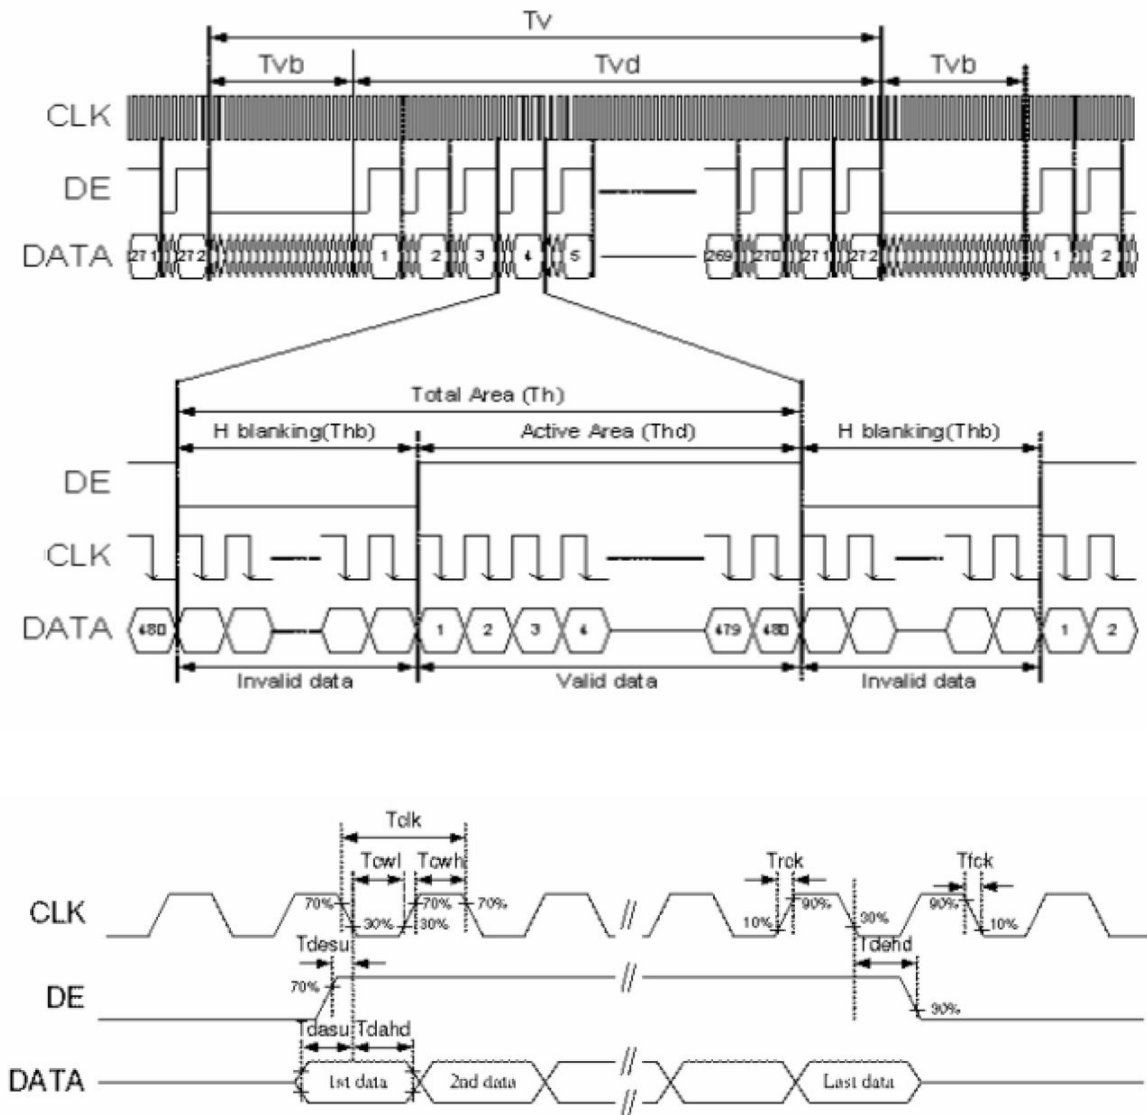 Tv
Tvb Tvd Tvb
CLK
DE
DATA 271 272 1 2 3 4 5 269 270 271 272 1 2
Total Area (Th)
H blanking(Thb) Active Area (Thd) H blanking(Thb)
DE
CLK
DATA 480 1 2 3 4 479 480 1 2
Invalid data Valid data Invalid data
Tclk
Tcwl Tcwh Trck Tfck
CLK 70% 70% 70% 90% 30% 90%
30% 30% 10% 10%
Tdesu Tdehd
DE 70% 30%
Tdasu Tdahd
DATA 1st data 2nd data // Last data